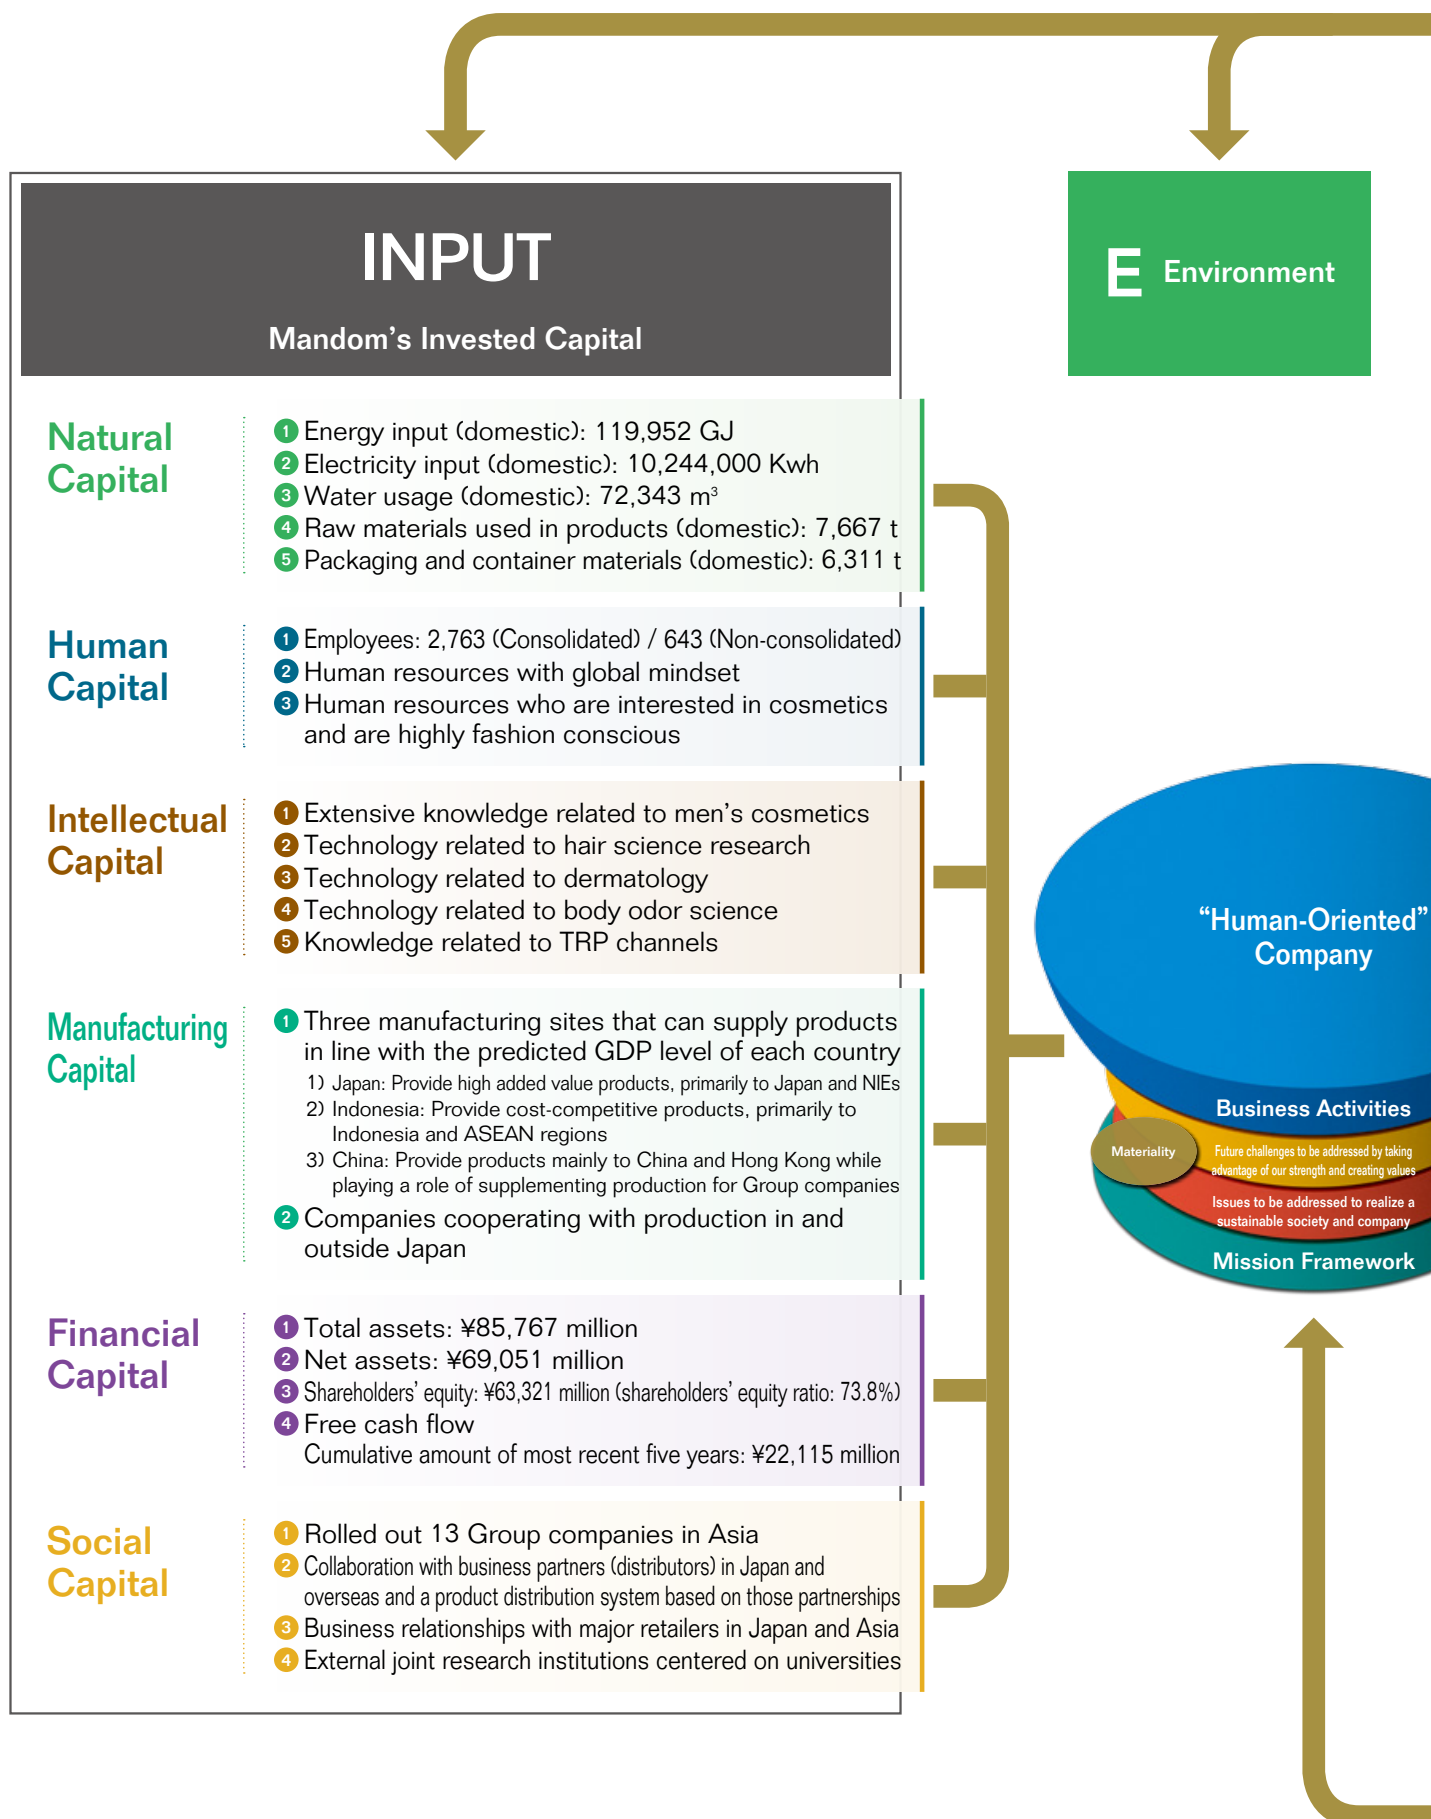 INPUT
Mandom’s Invested Capital
E Environment
Natural
Capital
1 Energy input (domestic): 119,952 GJ
2 Electricity input (domestic): 10,244,000 Kwh
3 Water usage (domestic): 72,343 m³
4 Raw materials used in products (domestic): 7,667 t
5 Packaging and container materials (domestic): 6,311 t
Human
Capital
1 Employees: 2,763 (Consolidated) / 643 (Non-consolidated)
2 Human resources with global mindset
3 Human resources who are interested in cosmetics
and are highly fashion conscious
Intellectual
Capital
1 Extensive knowledge related to men’s cosmetics
2 Technology related to hair science research
3 Technology related to dermatology
4 Technology related to body odor science
5 Knowledge related to TRP channels
Manufacturing
Capital
1 Three manufacturing sites that can supply products
in line with the predicted GDP level of each country
1) Japan: Provide high added value products, primarily to Japan and NIEs
2) Indonesia: Provide cost-competitive products, primarily to
Indonesia and ASEAN regions
3) China: Provide products mainly to China and Hong Kong while
playing a role of supplementing production for Group companies
2 Companies cooperating with production in and
outside Japan
Financial
Capital
1 Total assets: ¥85,767 million
2 Net assets: ¥69,051 million
3 Shareholders’ equity: ¥63,321 million (shareholders’ equity ratio: 73.8%)
4 Free cash flow
Cumulative amount of most recent five years: ¥22,115 million
Social
Capital
1 Rolled out 13 Group companies in Asia
2 Collaboration with business partners (distributors) in Japan and
overseas and a product distribution system based on those partnerships
3 Business relationships with major retailers in Japan and Asia
4 External joint research institutions centered on universities
“Human-Oriented”
Company
Business Activities
Materiality
Future challenges to be addressed by taking
advantage of our strength and creating values
Issues to be addressed to realize a
sustainable society and company
Mission Framework